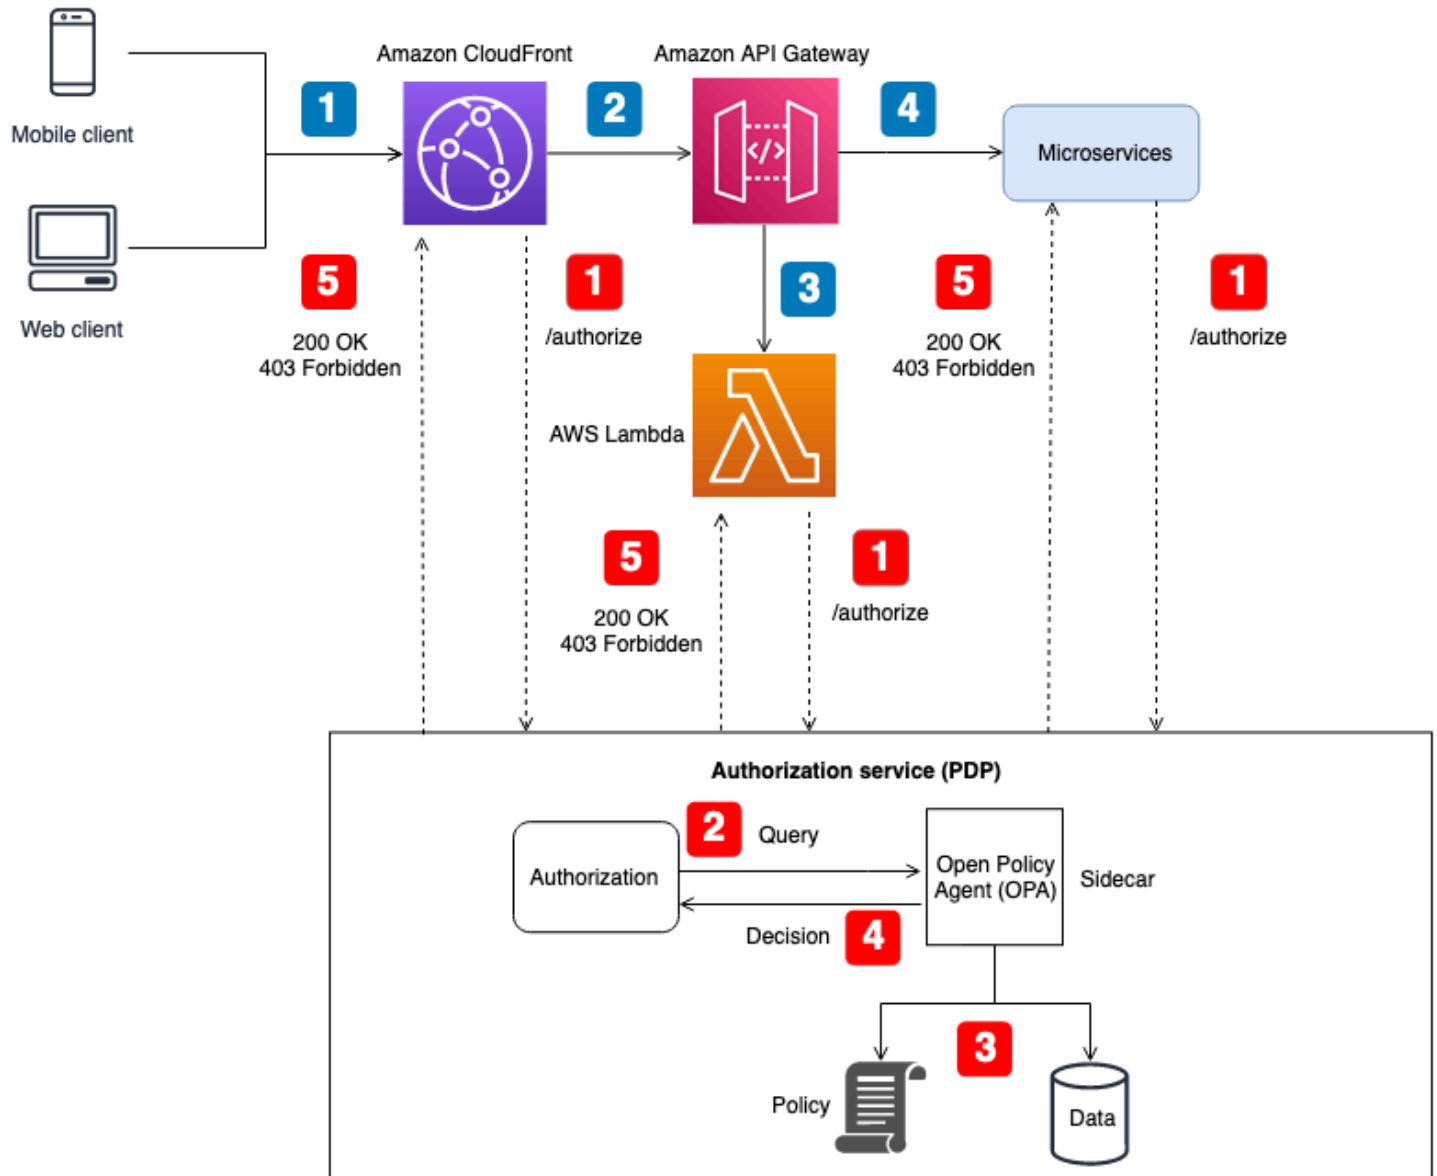 Amazon CloudFront
Amazon API Gateway
1
2
4
Mobile client
Microservices
</>
5
1
3
5
1
Web client
200 OK
403 Forbidden
/authorize
200 OK
403 Forbidden
/authorize
AWS Lambda
5
1
200 OK
403 Forbidden
/authorize
Authorization service (PDP)
2
Query
Authorization
Open Policy
Agent (OPA)
Sidecar
Decision
4
3
Policy
Data